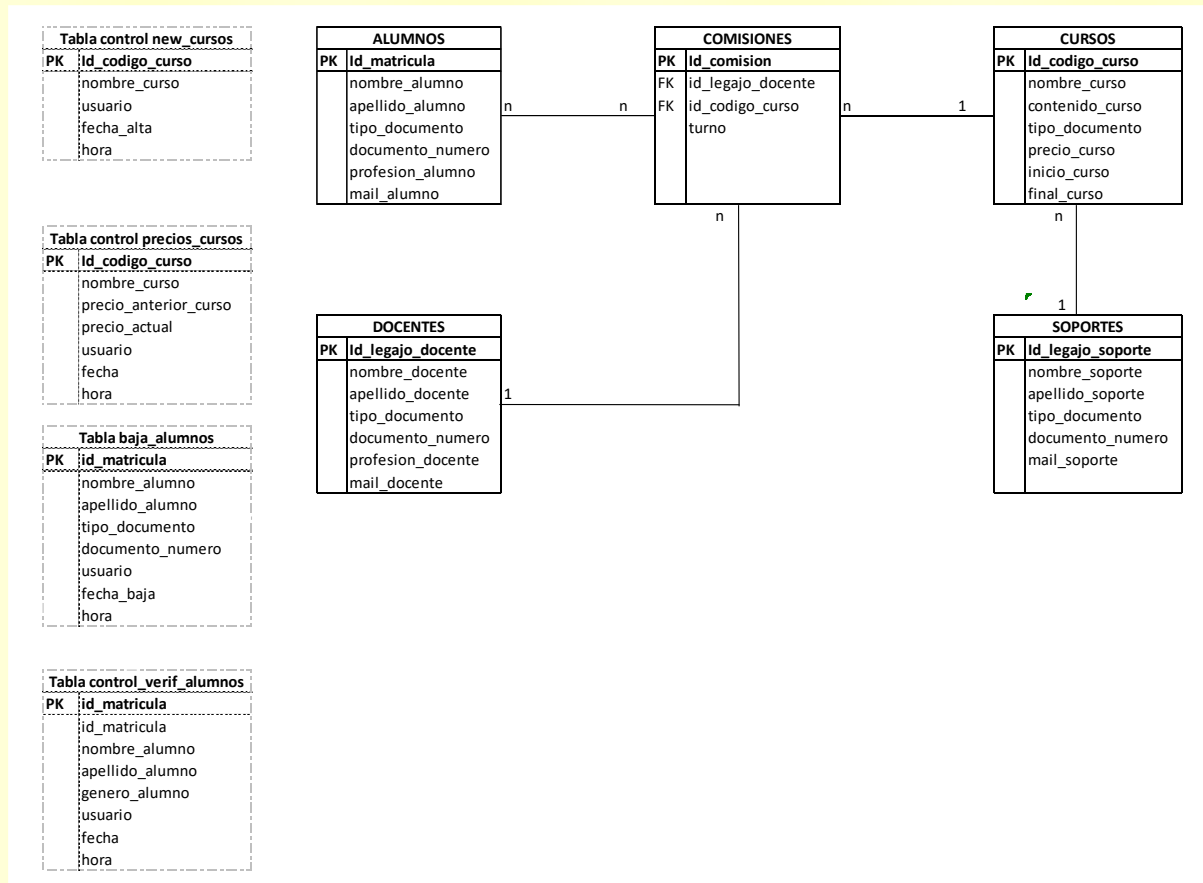 Tabla control new_cursos
PK Id_codigo_curso
nombre_curso
usuario
fecha_alta
hora
Tabla control precios_cursos
PK Id_codigo_curso
nombre_curso
precio_anterior_curso
precio_actual
usuario
fecha
hora
Tabla baja_alumnos
PK id_matricula
nombre_alumno
apellido_alumno
tipo_documento
documento_numero
usuario
fecha_baja
hora
Tabla control_verif_alumnos
PK id_matricula
id_matricula
nombre_alumno
apellido_alumno
genero_alumno
usuario
fecha
hora
ALUMNOS
PK Id_matricula
nombre_alumno
apellido_alumno
tipo_documento
documento_numero
profesion_alumno
mail_alumno
n n
COMISIONES
PK Id_comision
FK id_legajo_docente
FK id_codigo_curso
turno
n 1
n
CURSOS
PK Id_codigo_curso
nombre_curso
contenido_curso
tipo_documento
precio_curso
inicio_curso
final_curso
n
1
DOCENTES
PK Id_legajo_docente
nombre_docente
apellido_docente
tipo_documento
documento_numero
profesion_docente
mail_docente
1
SOPORTES
PK Id_legajo_soporte
nombre_soporte
apellido_soporte
tipo_documento
documento_numero
mail_soporte